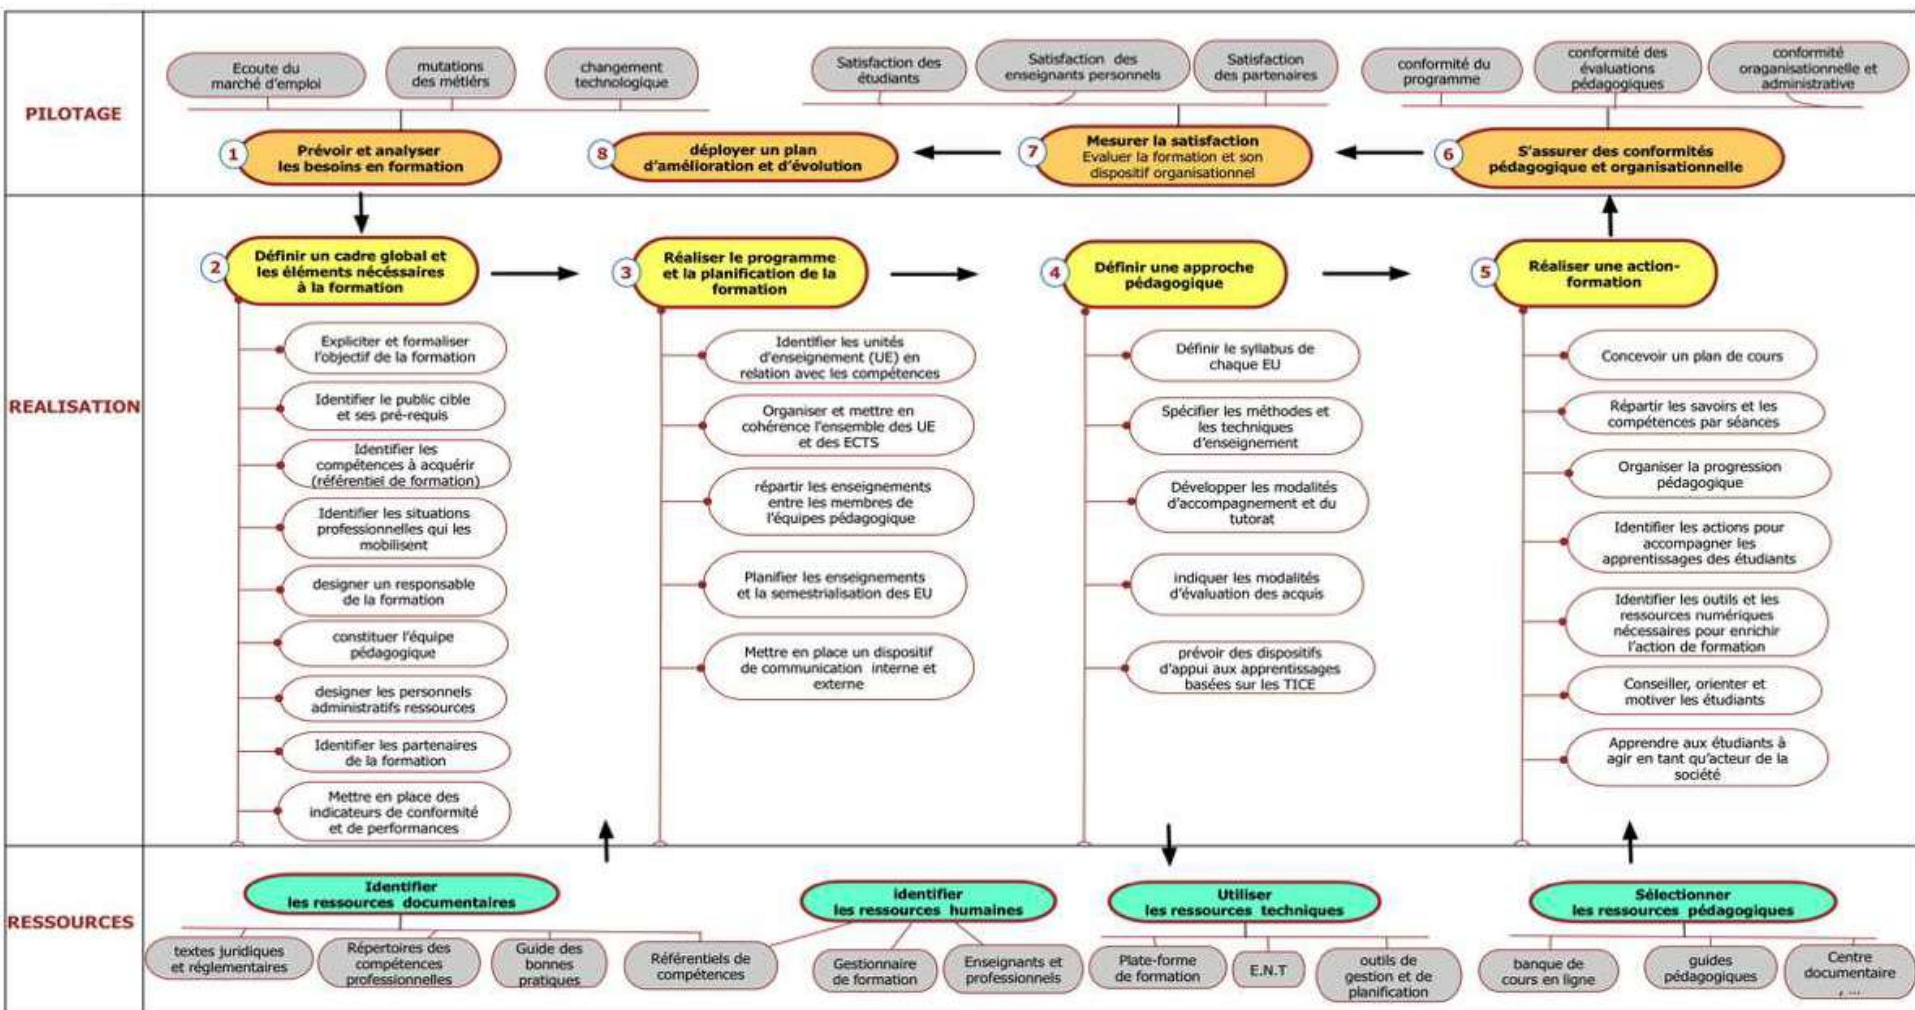 PILOTAGE
Ecoute du
marché d'emploi
mutations
des métiérs
changement
technologique
Satisfaction des
étudiants
Satisfaction des
enseignants personnels
Satisfaction
des partenaires
conformité du
programme
conformité des
évaluations
pédagogiques
conformité
oraganisationnelle et
administrative
1
Prévoir et analyser
les besoins en formation
8
déployer un plan
d'amélioration et d'évolution
7
Mesurer la satisfaction
Evaluer la formation et son
dispositif organisationnel
6
S'assurer des conformités
pédagogique et organisationnelle
REALISATION
2
Définir un cadre global et
les éléments nécéssaires
à la formation
Expliciter et formaliser
l'objectif de la formation
Identifier le public cible
et ses pré-requis
Identifier les
compétences à acquérir
(référentiel de formation)
Identifier les situations
professionnelles qui les
mobilisent
designer un responsable
de la formation
constituer l'équipe
pédagogique
designer les personnels
administratifs ressources
Identifier les partenaires
de la formation
Mettre en place des
indicateurs de conformité
et de performances
3
Réaliser le programme
et la planification de la
formation
Identifier les unités
d'enseignement (UE) en
relation avec les compétences
Organiser et mettre en
cohérence l'ensemble des UE
et des ECTS
répartir les enseignements
entre les membres de
l'équipes pédagogique
Planifier les enseignements
et la semestrialisation des EU
Mettre en place un dispositif
de communication interne et
externe
4
Définir une approche
pédagogique
Définir le syllabus de
chaque EU
Spécifier les méthodes et
les techniques
d'enseignement
Développer les modalités
d'accompagnement et du
tutorat
indiquer les modalités
d'évaluation des acquis
prévoir des dispositifs
d'appui aux apprentissages
basées sur les TICE
5
Réaliser une action-
formation
Concevoir un plan de cours
Répartir les savoirs et les
compétences par séances
Organiser la progression
pédagogique
Identifier les actions pour
accompagner les
apprentissages des étudiants
Identifier les outils et les
ressources numériques
nécessaires pour enrichir
l'action de formation
Conseiller, orienter et
motiver les étudiants
Apprendre aux étudiants à
agir en tant qu'acteur de la
société
RESSOURCES
Identifier
les ressources documentaires
textes juridiques
et réglementaires
Répertoires des
compétences
professionnelles
Guide des
bonnes
pratiques
Référentiels de
compétences
identifier
les ressources humaines
Gestionnaire
de formation
Enseignants et
professionnels
Utiliser
les ressources techniques
Plate-forme
de formation
E.N.T
outils de
gestion et de
planification
Sélectionner
les ressources pédagogiques
banque de
cours en ligne
guides
pédagogiques
Centre
documentaire
, ...